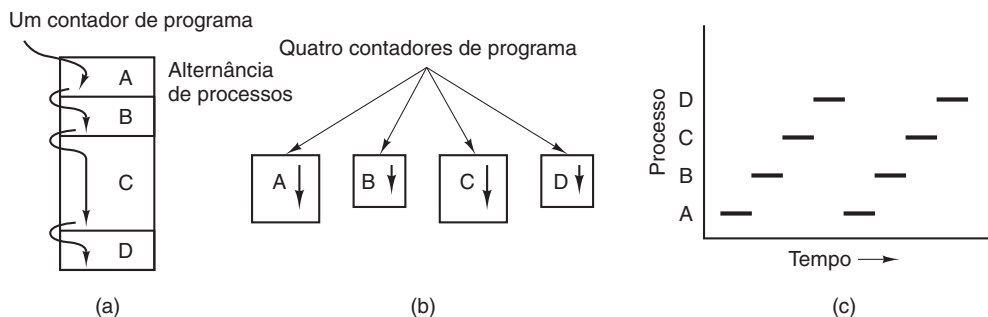 Um contador de programa
A
B
C
D
Alternância
de processos
(a)
Quatro contadores de programa
A
B
C
D
(b)
Processo
D
C
B
A
Tempo
(c)